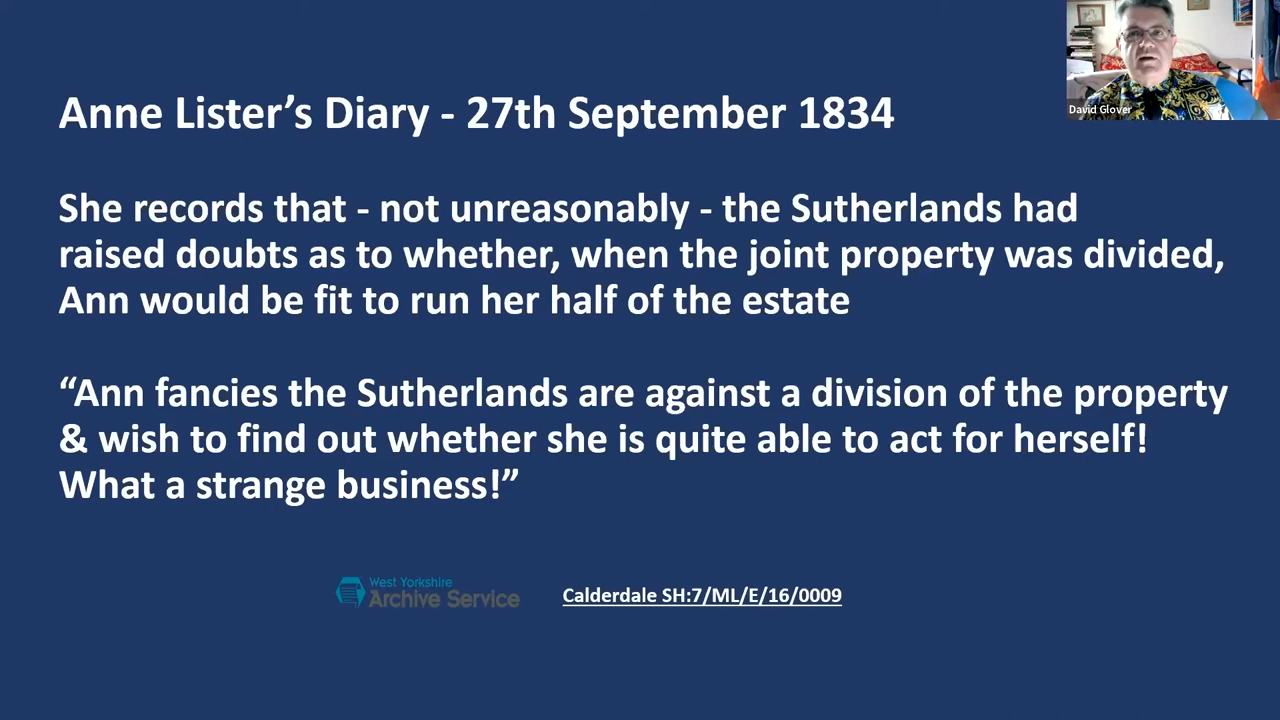 David Glover
Anne Lister’s Diary - 27th September 1834
She records that - not unreasonably - the Sutherlands had
raised doubts as to whether, when the joint property was divided,
Ann would be fit to run her half of the estate
“Ann fancies the Sutherlands are against a division of the property
& wish to find out whether she is quite able to act for herself!
What a strange business!”
West Yorkshire
Archive Service
Calderdale SH:7/ML/E/16/0009